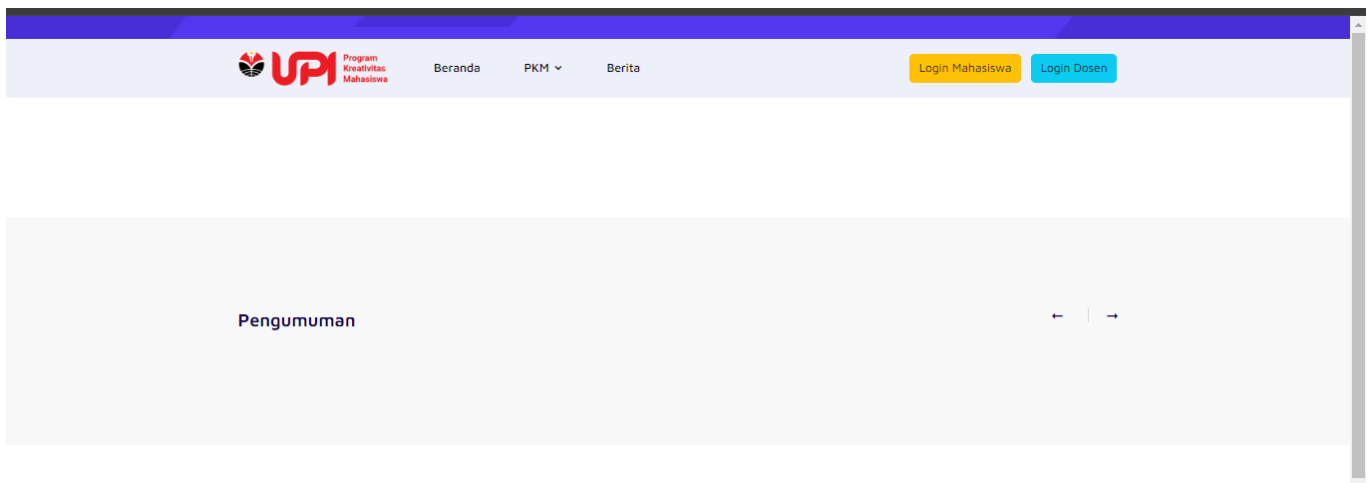 UPI Program
Kreativitas
Mahasiswa
Beranda PKM Berita Login Mahasiswa Login Dosen
Pengumuman ← | →